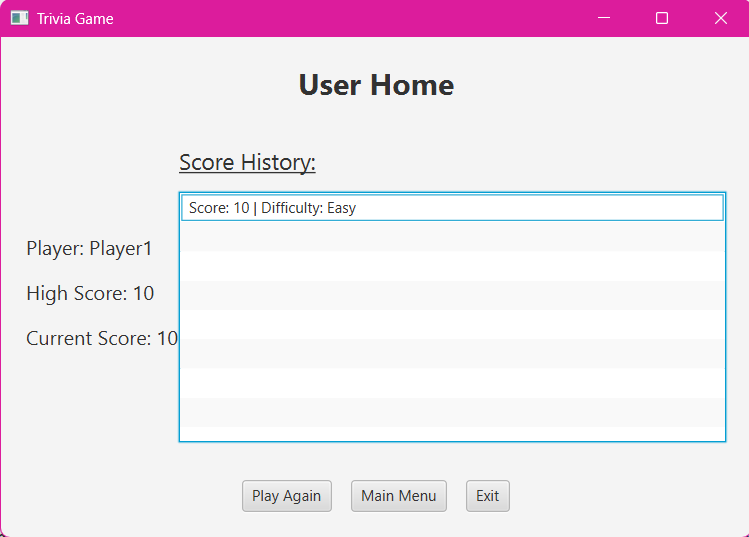 Trivia Game
User Home
Score History:
Score: 10 | Difficulty: Easy
Player: Player1
High Score: 10
Current Score: 10
Play Again
Main Menu
Exit